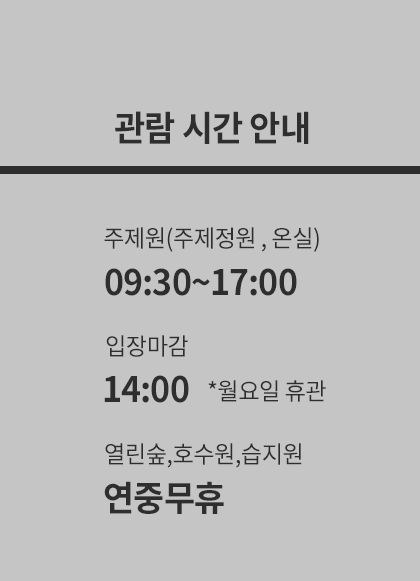 관람 시간 안내
주제원(주제정원 , 온실)
09:30~17:00
입장마감
14:00 *월요일 휴관
열린숲,호수원,습지원
연중무휴